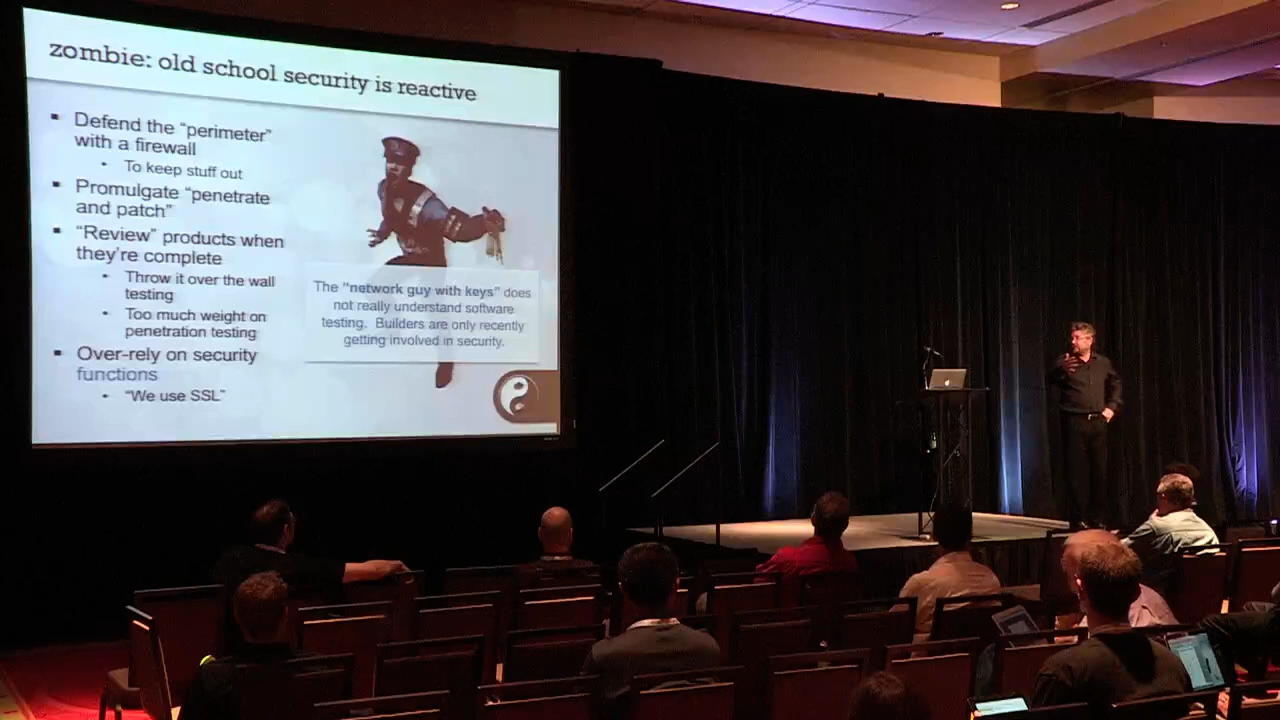 zombie: old school security is reactive
Defend the “perimeter”
with a firewall
To keep stuff out
Promulgate “penetrate
and patch”
“Review” products when
they’re complete
Throw it over the wall
testing
Too much weight on
penetration testing
Over-rely on security
functions
“We use SSL”
The “network guy with keys” does
not really understand software
testing. Builders are only recently
getting involved in security.